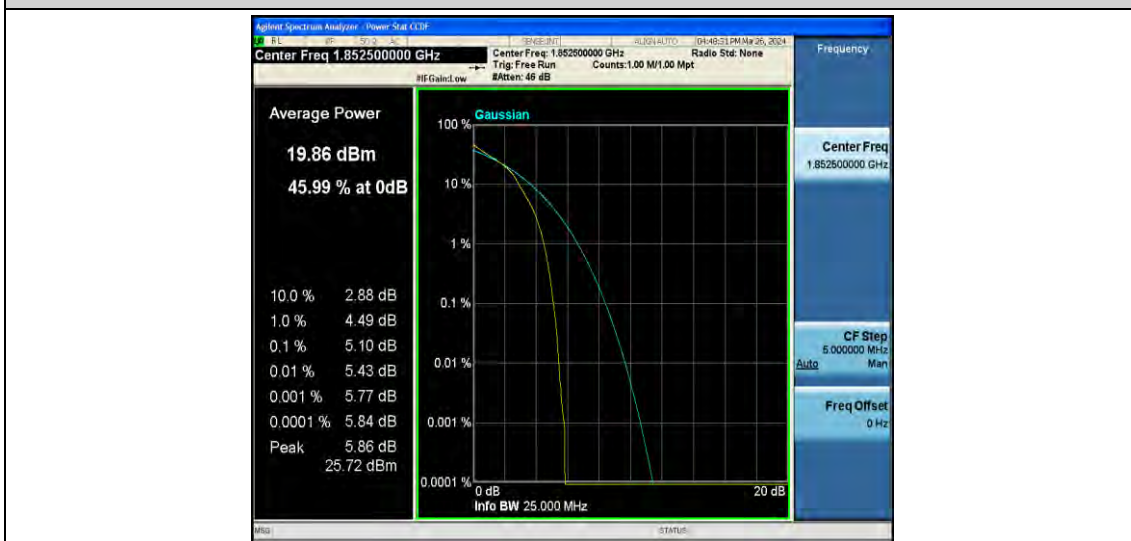 Agilent Spectrum Analyzer - Power Stat CCDF
RL RF 50 Ω AC SENSE:INT ALIGN AUTO 04:48:31 PM Mar 26, 2024
Center Freq 1.852500000 GHz
Center Freq: 1.852500000 GHz Radio Std: None
Trig: Free Run Counts:1.00 M/1.00 Mpt
#IFGain:Low #Atten: 46 dB
Frequency
Average Power
19.86 dBm
45.99 % at 0dB
10.0 % 2.88 dB
1.0 % 4.49 dB
0.1 % 5.10 dB
0.01 % 5.43 dB
0.001 % 5.77 dB
0.0001 % 5.84 dB
Peak 5.86 dB
25.72 dBm
Gaussian
100 %
10 %
1 %
0.1 %
0.01 %
0.001 %
0.0001 %
0 dB 20 dB
Info BW 25.000 MHz
Center Freq
1.852500000 GHz
CF Step
5.000000 MHz
Auto Man
Freq Offset
0 Hz
MSG STATUS